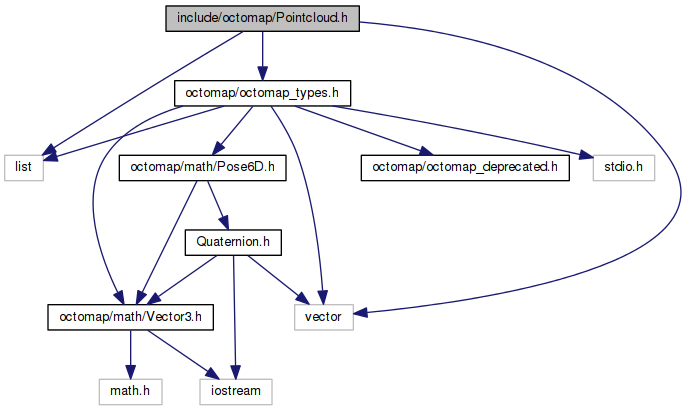 include/octomap/Pointcloud.h
octomap/octomap_types.h
list
octomap/math/Pose6D.h
octomap/octomap_deprecated.h
stdio.h
Quaternion.h
octomap/math/Vector3.h
vector
math.h
iostream